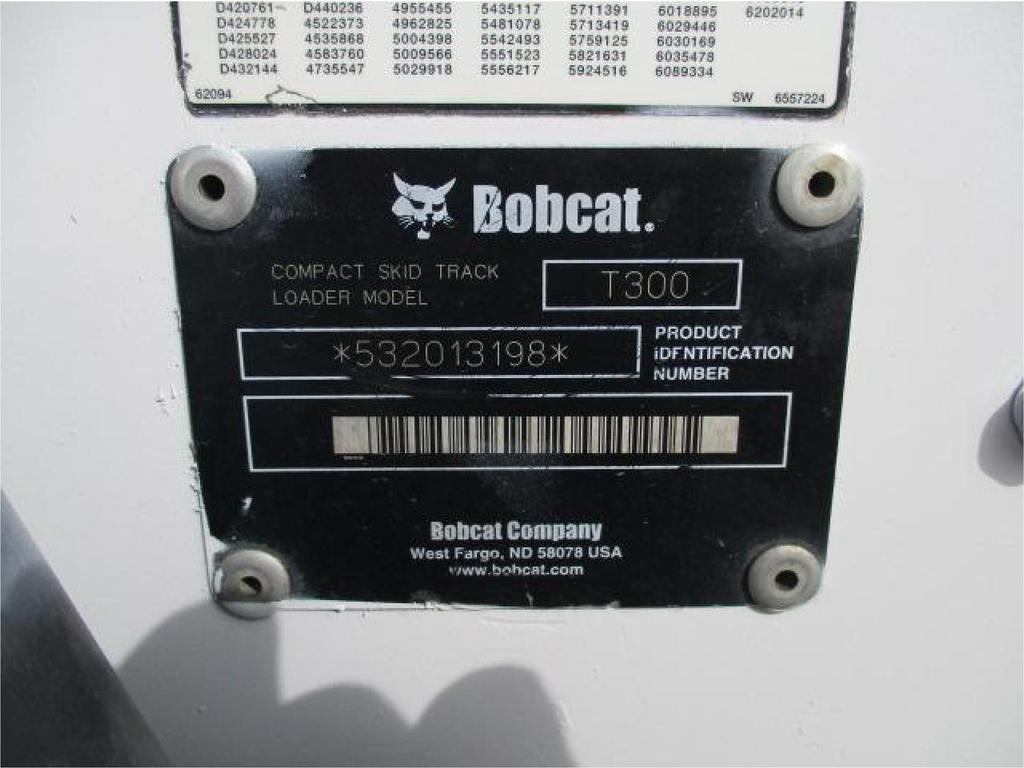 D420761 D440236 4955455 5435117 5711391 6018895 6202014
D424778 4522373 4962825 5481078 5713419 6029446
D425527 4535868 5004398 5542493 5759125 6030169
D428024 4583760 5009566 5551523 5821631 6035478
D432144 4735547 5029918 5556217 5924516 6089334
62094 SW 6557224
Bobcat.
COMPACT SKID TRACK
LOADER MODEL
T300
*532013198*
PRODUCT
IDENTIFICATION
NUMBER
Bobcat Company
West Fargo, ND 58078 USA
www.bobcat.com